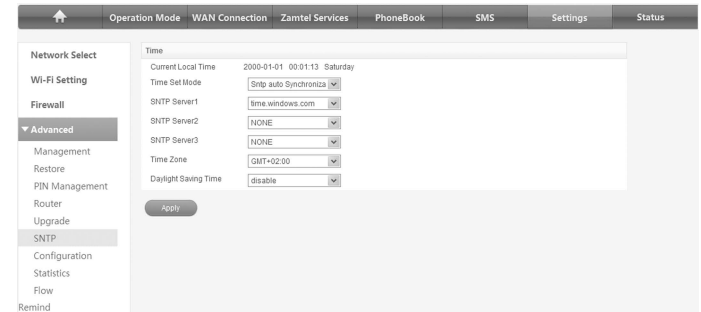 Operation Mode WAN Connection Zamtel Services PhoneBook SMS Settings Status
Network Select
Wi-Fi Setting
Firewall
Advanced
Management
Restore
PIN Management
Router
Upgrade
SNTP
Configuration
Statistics
Flow
Remind
Time
Current Local Time 2000-01-01 00:01:13 Saturday
Time Set Mode Sntp auto Synchroniza
SNTP Server1 time.windows.com
SNTP Server2 NONE
SNTP Server3 NONE
Time Zone GMT+02:00
Daylight Saving Time disable
Apply